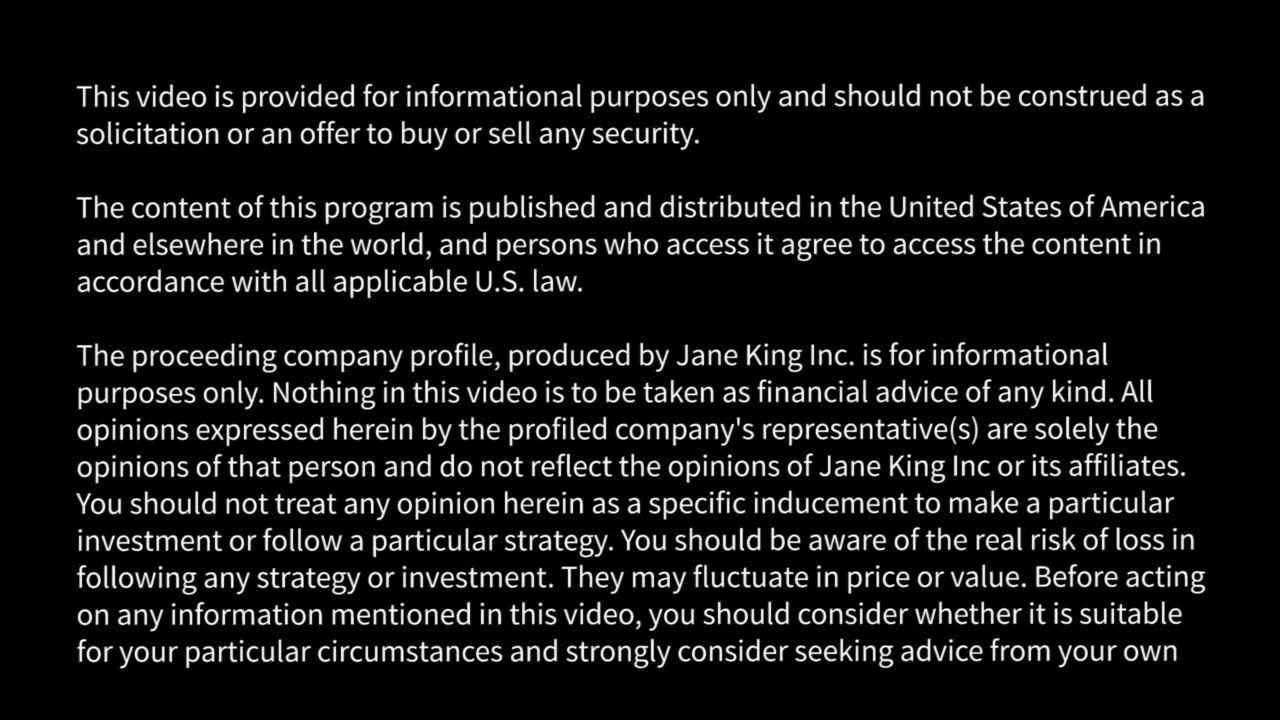 This video is provided for informational purposes only and should not be construed as a
solicitation or an offer to buy or sell any security.
The content of this program is published and distributed in the United States of America
and elsewhere in the world, and persons who access it agree to access the content in
accordance with all applicable U.S. law.
The proceeding company profile, produced by Jane King Inc. is for informational
purposes only. Nothing in this video is to be taken as financial advice of any kind. All
opinions expressed herein by the profiled company's representative(s) are solely the
opinions of that person and do not reflect the opinions of Jane King Inc or its affiliates.
You should not treat any opinion herein as a specific inducement to make a particular
investment or follow a particular strategy. You should be aware of the real risk of loss in
following any strategy or investment. They may fluctuate in price or value. Before acting
on any information mentioned in this video, you should consider whether it is suitable
for your particular circumstances and strongly consider seeking advice from your own